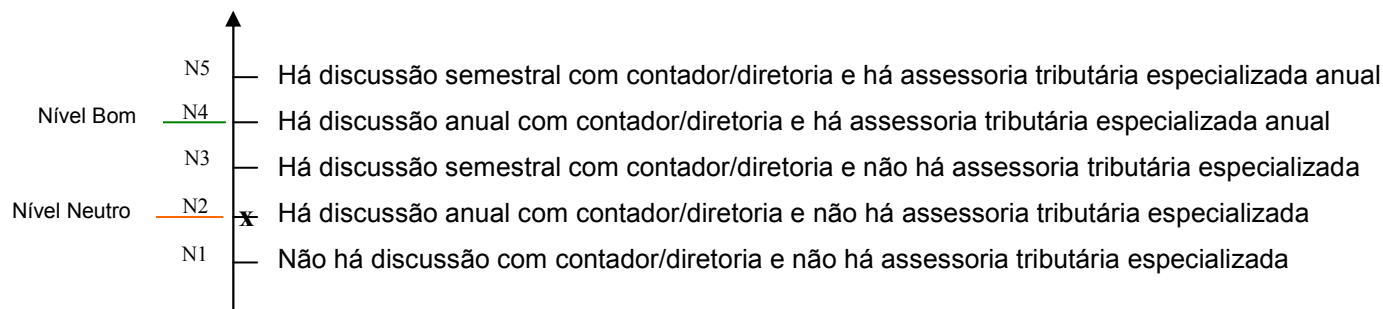 N5 Há discussão semestral com contador/diretoria e há assessoria tributária especializada anual
Nível Bom N4 Há discussão anual com contador/diretoria e há assessoria tributária especializada anual
N3 Há discussão semestral com contador/diretoria e não há assessoria tributária especializada
Nível Neutro N2 x Há discussão anual com contador/diretoria e não há assessoria tributária especializada
N1 Não há discussão com contador/diretoria e não há assessoria tributária especializada